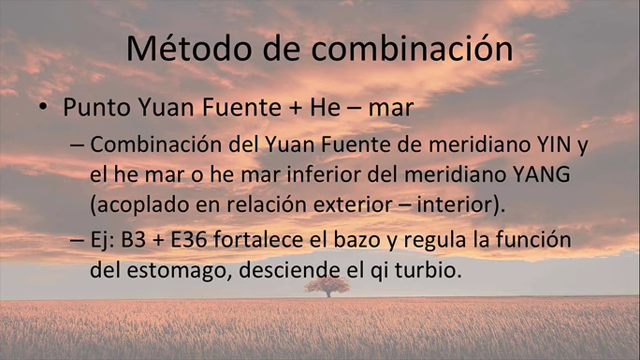 Método de combinación
• Punto Yuan Fuente + He – mar
– Combinación del Yuan Fuente de meridiano YIN y
el he mar o he mar inferior del meridiano YANG
(acoplado en relación exterior – interior).
– Ej: B3 + E36 fortalece el bazo y regula la función
del estomago, desciende el qi turbio.